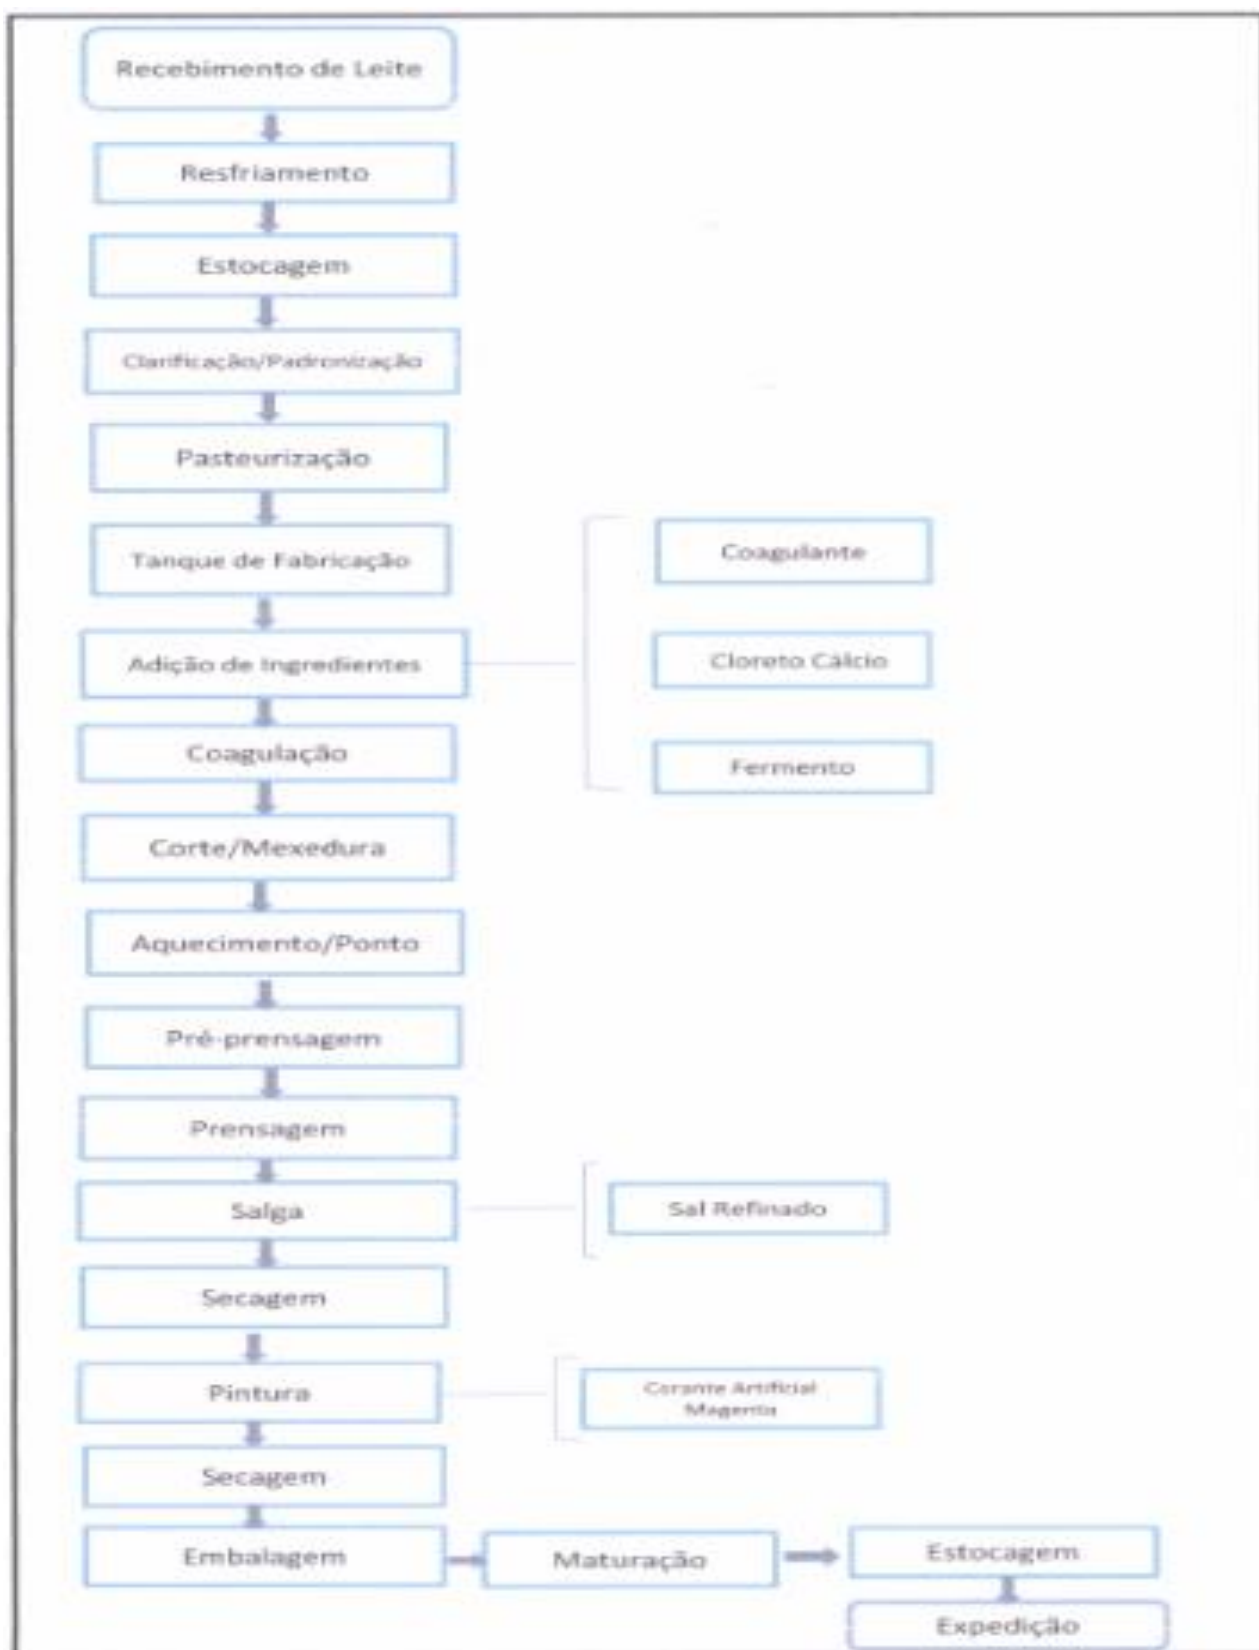 Recebimento de Leite
Resfriamento
Estocagem
Clarificação/Padronização
Pasteurização
Tanque de Fabricação
Adição de Ingredientes
Coagulante
Cloreto Cálcio
Fermento
Coagulação
Corte/Mexedura
Aquecimento/Ponto
Pré-prensagem
Prensagem
Salga
Sal Refinado
Secagem
Pintura
Corante Artificial
Magenta
Secagem
Embalagem
Maturação
Estocagem
Expedição